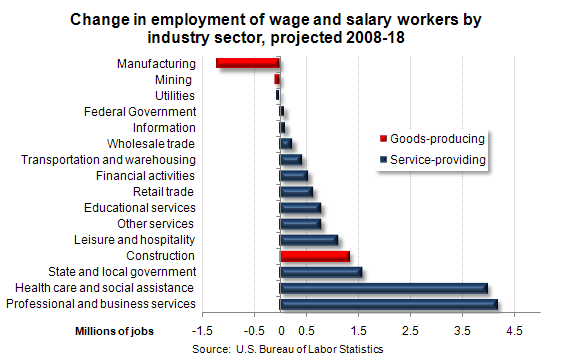 Change in employment of wage and salary workers by
industry sector, projected 2008-18
Manufacturing
Mining
Utilities
Federal Government
Information
Wholesale trade
Transportation and warehousing
Financial activities
Retail trade
Educational services
Other services
Leisure and hospitality
Construction
State and local government
Health care and social assistance
Professional and business services
Goods-producing
Service-providing
Millions of jobs
-1.5 -0.5 0 0.5 1.5 2.5 3.5 4.5
Source: U.S. Bureau of Labor Statistics